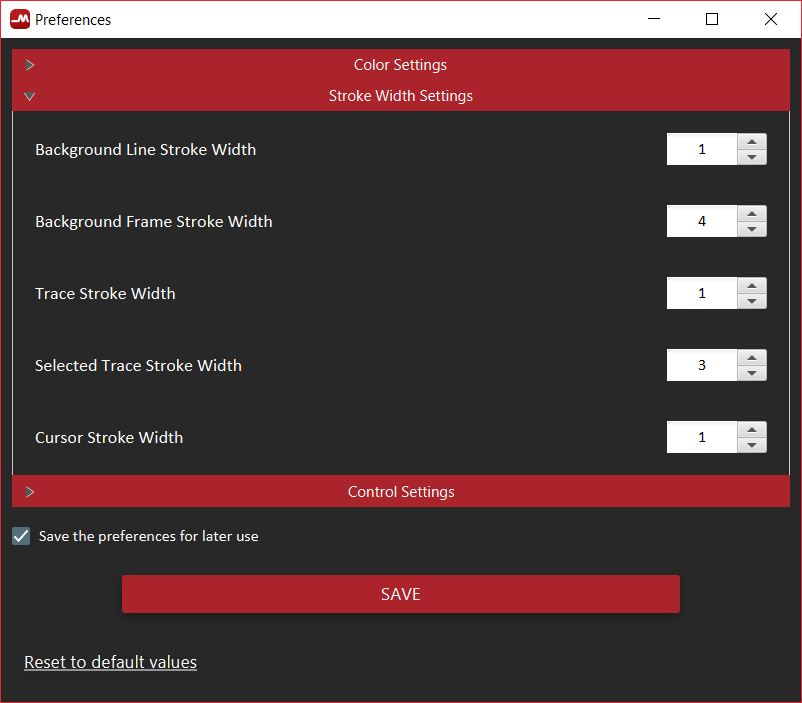 Preferences
Color Settings
Stroke Width Settings
Background Line Stroke Width 1
Background Frame Stroke Width 4
Trace Stroke Width 1
Selected Trace Stroke Width 3
Cursor Stroke Width 1
Control Settings
Save the preferences for later use
SAVE
Reset to default values